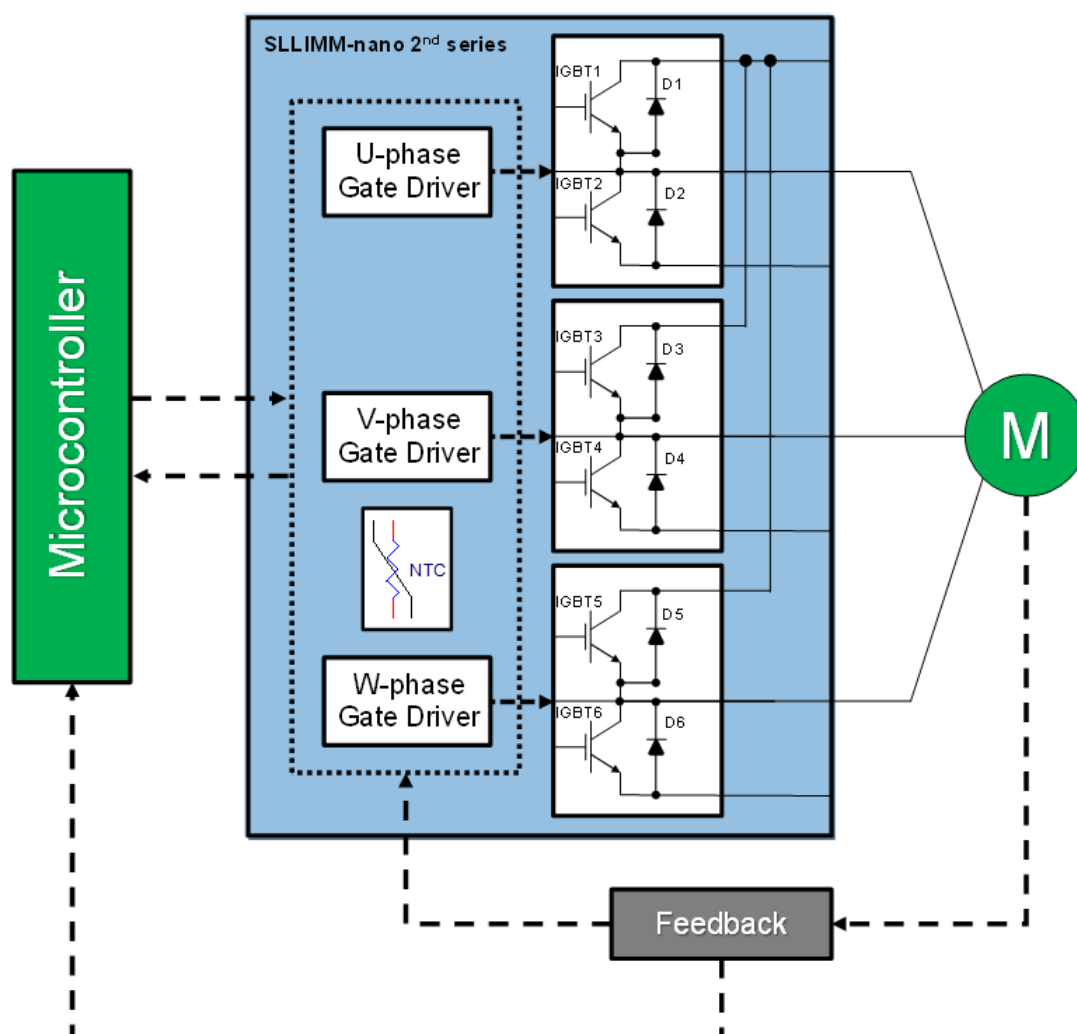 SLLIMM-nano 2nd series
IGBT1
D1
U-phase
Gate Driver
IGBT2
D2
Microcontroller
IGBT3
D3
V-phase
Gate Driver
IGBT4
D4
M
NTC
IGBT5
D5
W-phase
Gate Driver
IGBT6
D6
Feedback